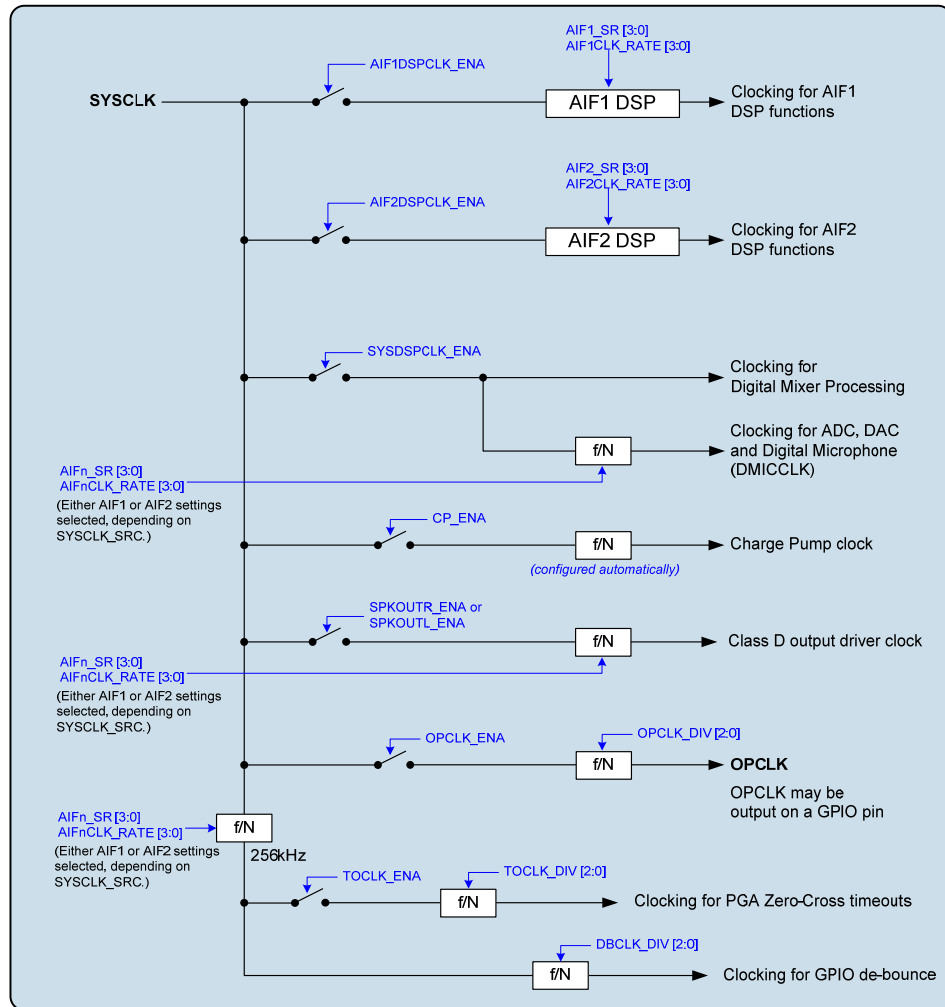 AIF1_SR [3:0]
AIF1CLK_RATE [3:0]
AIF1DSPCLK_ENA
SYSCLK
AIF1 DSP
Clocking for AIF1
DSP functions
AIF2_SR [3:0]
AIF2CLK_RATE [3:0]
AIF2DSPCLK_ENA
AIF2 DSP
Clocking for AIF2
DSP functions
SYSDSPCLK_ENA
Clocking for
Digital Mixer Processing
f/N
Clocking for ADC, DAC
and Digital Microphone
(DMICCLK)
AIFn_SR [3:0]
AIFnCLK_RATE [3:0]
(Either AIF1 or AIF2 settings
selected, depending on
SYSCLK_SRC.)
CP_ENA
f/N
(configured automatically)
Charge Pump clock
SPKOUTR_ENA or
SPKOUTL_ENA
f/N
Class D output driver clock
AIFn_SR [3:0]
AIFnCLK_RATE [3:0]
(Either AIF1 or AIF2 settings
selected, depending on
SYSCLK_SRC.)
OPCLK_ENA
OPCLK_DIV [2:0]
f/N
OPCLK
OPCLK may be
output on a GPIO pin
AIFn_SR [3:0]
AIFnCLK_RATE [3:0]
(Either AIF1 or AIF2 settings
selected, depending on
SYSCLK_SRC.)
f/N
256kHz
TOCLK_ENA
TOCLK_DIV [2:0]
f/N
Clocking for PGA Zero-Cross timeouts
DBCLK_DIV [2:0]
f/N
Clocking for GPIO de-bounce